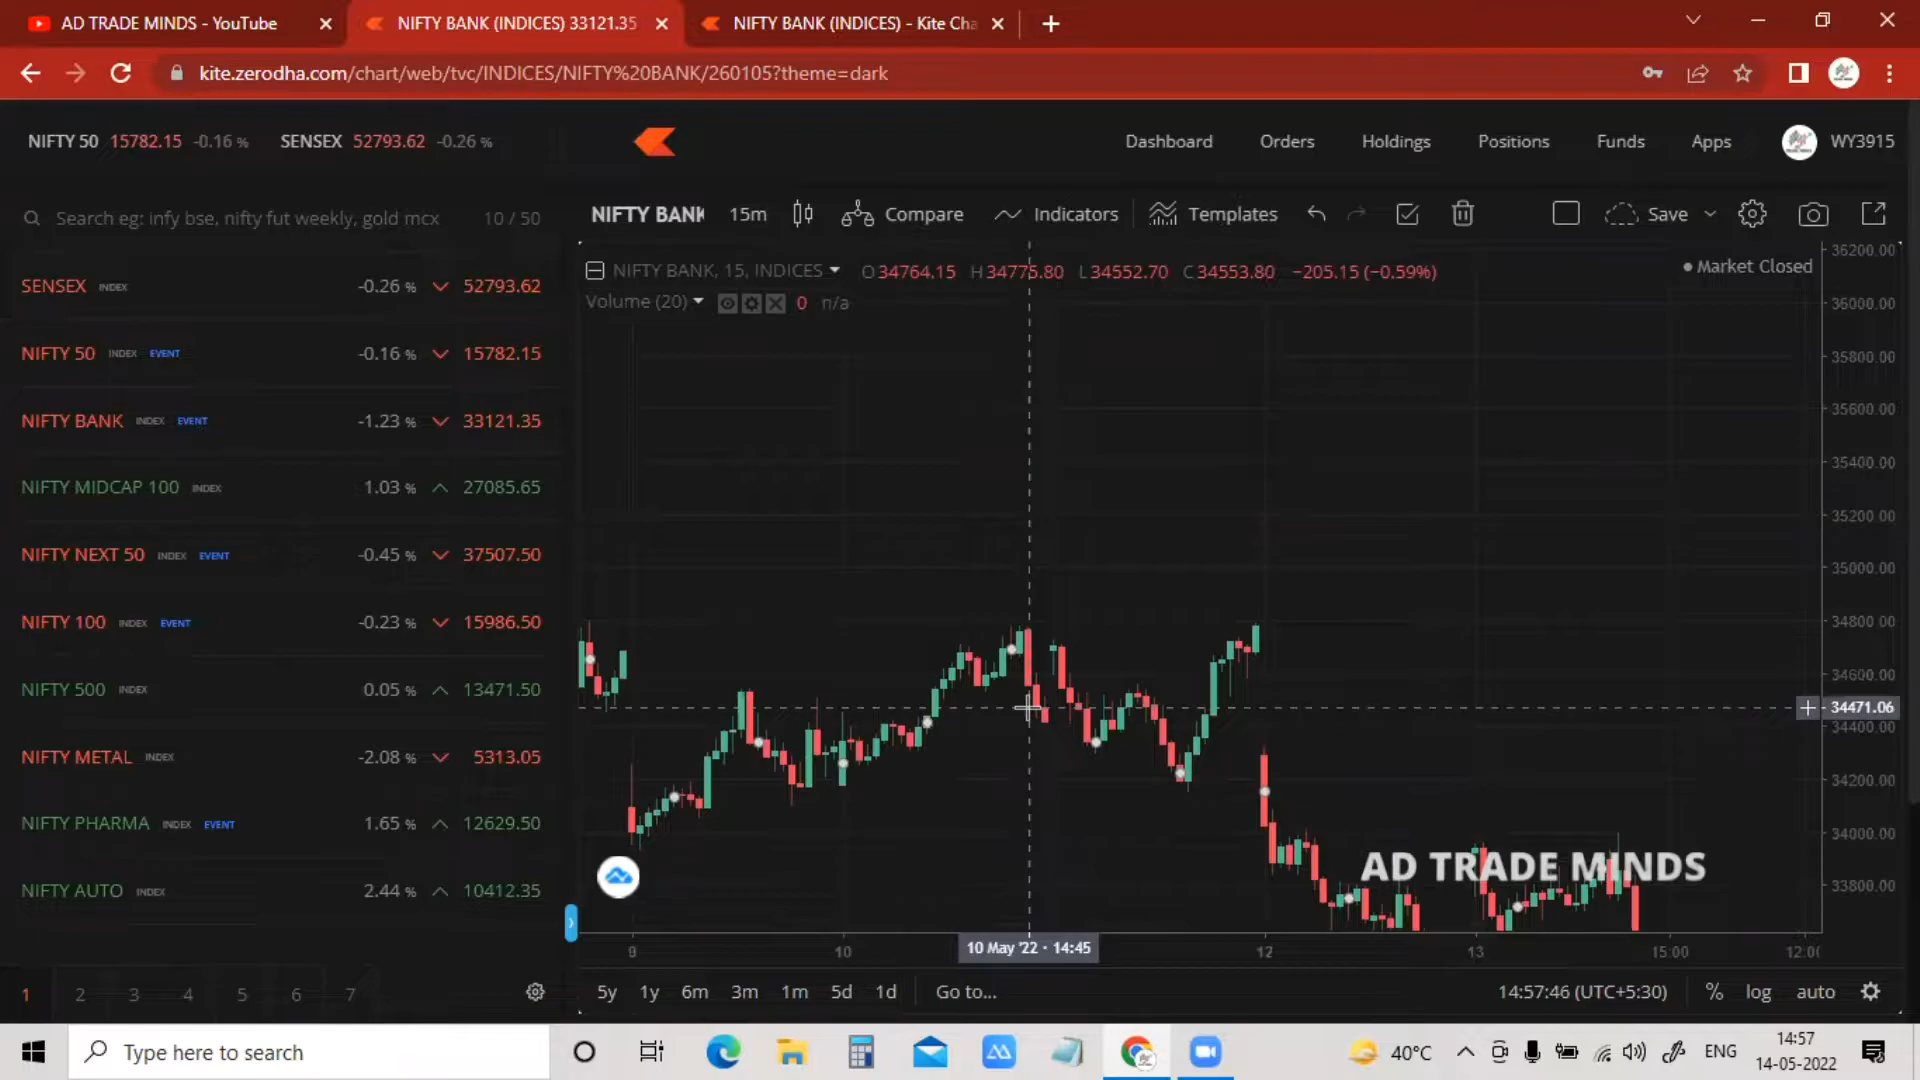 AD TRADE MINDS - YouTube
NIFTY BANK (INDICES) 33121.35
NIFTY BANK (INDICES) - Kite Cha
kite.zerodha.com/chart/web/tvc/INDICES/NIFTY%20BANK/260105?theme=dark
NIFTY 50 15782.15 -0.16 % SENSEX 52793.62 -0.26 %
Dashboard Orders Holdings Positions Funds Apps WY3915
Search eg: infy bse, nifty fut weekly, gold mcx 10 / 50
NIFTY BANK 15m Compare Indicators Templates Save
SENSEX INDEX -0.26 % 52793.62
NIFTY 50 INDEX EVENT -0.16 % 15782.15
NIFTY BANK INDEX EVENT -1.23 % 33121.35
NIFTY MIDCAP 100 INDEX 1.03 % 27085.65
NIFTY NEXT 50 INDEX EVENT -0.45 % 37507.50
NIFTY 100 INDEX EVENT -0.23 % 15986.50
NIFTY 500 INDEX 0.05 % 13471.50
NIFTY METAL INDEX -2.08 % 5313.05
NIFTY PHARMA INDEX EVENT 1.65 % 12629.50
NIFTY AUTO INDEX 2.44 % 10412.35
1 2 3 4 5 6 7
NIFTY BANK, 15, INDICES O34764.15 H34775.80 L34552.70 C34553.80 −205.15 (−0.59%)
Market Closed
Volume (20) 0 n/a
36200.00
36000.00
35800.00
35600.00
35400.00
35200.00
35000.00
34800.00
34600.00
34471.06
34400.00
34200.00
34000.00
33800.00
AD TRADE MINDS
9 10 10 May '22 · 14:45 12 13 15:00 12:00
5y 1y 6m 3m 1m 5d 1d Go to...
14:57:46 (UTC+5:30) % log auto
Type here to search
40°C
ENG
14:57
14-05-2022